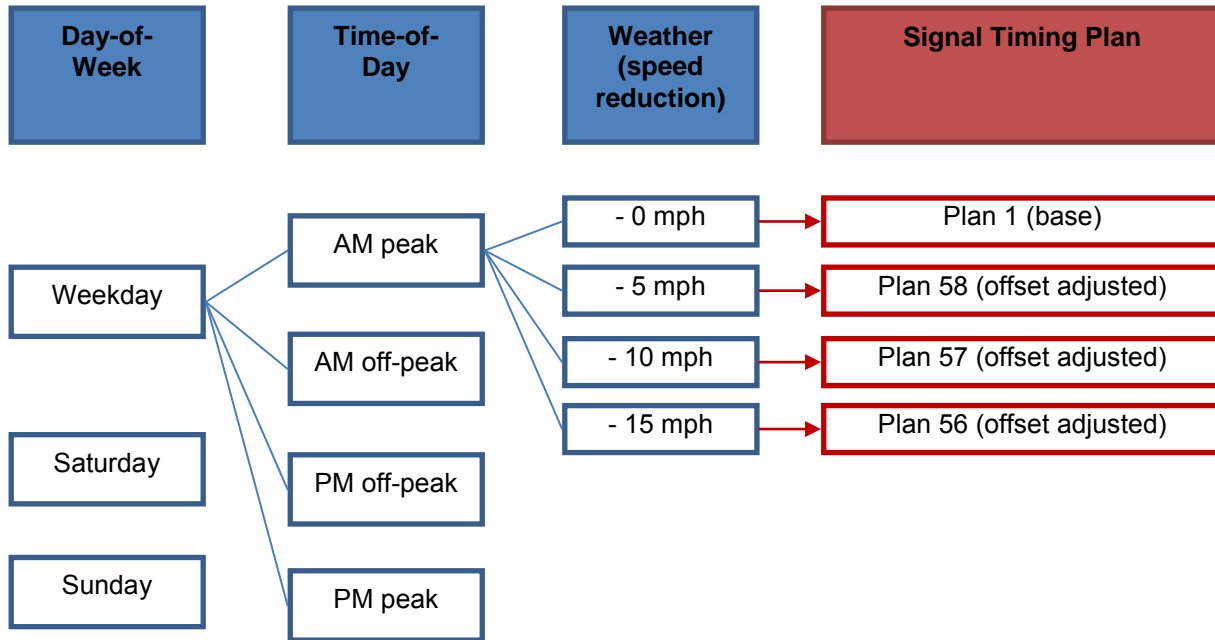 Day-of-
Week
Time-of-
Day
Weather
(speed
reduction)
Signal Timing Plan
Weekday
Saturday
Sunday
AM peak
AM off-peak
PM off-peak
PM peak
- 0 mph
- 5 mph
- 10 mph
- 15 mph
Plan 1 (base)
Plan 58 (offset adjusted)
Plan 57 (offset adjusted)
Plan 56 (offset adjusted)